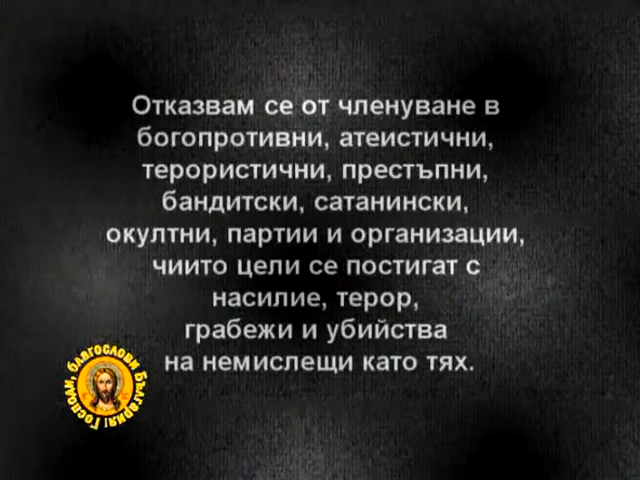 Отказвам се от членуване в
богопротивни, атеистични,
терористични, престъпни,
бандитски, сатанински,
окултни, партии и организации,
чиито цели се постигат с
насилие, терор,
грабежи и убийства
на немислещи като тях.
Господи, благослови България!